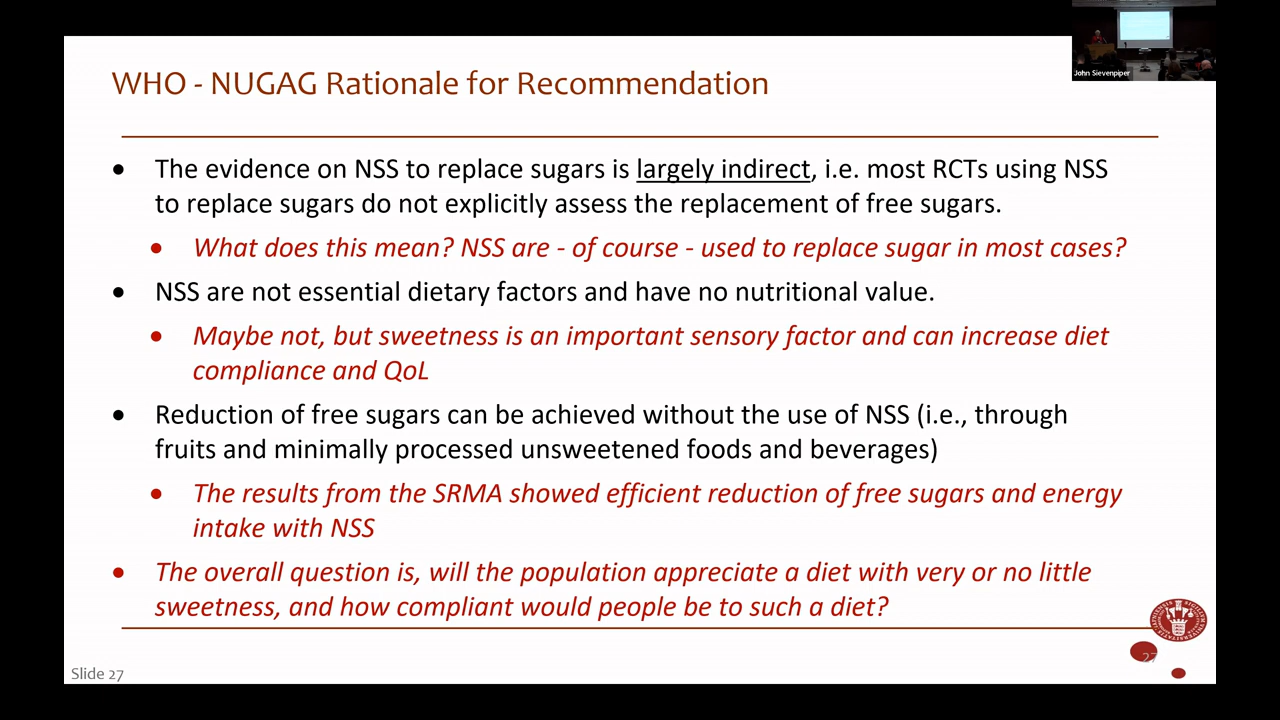 WHO - NUGAG Rationale for Recommendation
John Sievenpiper
• The evidence on NSS to replace sugars is largely indirect, i.e. most RCTs using NSS
to replace sugars do not explicitly assess the replacement of free sugars.
• What does this mean? NSS are - of course - used to replace sugar in most cases?
• NSS are not essential dietary factors and have no nutritional value.
• Maybe not, but sweetness is an important sensory factor and can increase diet
compliance and QoL
• Reduction of free sugars can be achieved without the use of NSS (i.e., through
fruits and minimally processed unsweetened foods and beverages)
• The results from the SRMA showed efficient reduction of free sugars and energy
intake with NSS
• The overall question is, will the population appreciate a diet with very or no little
sweetness, and how compliant would people be to such a diet?
27
Slide 27